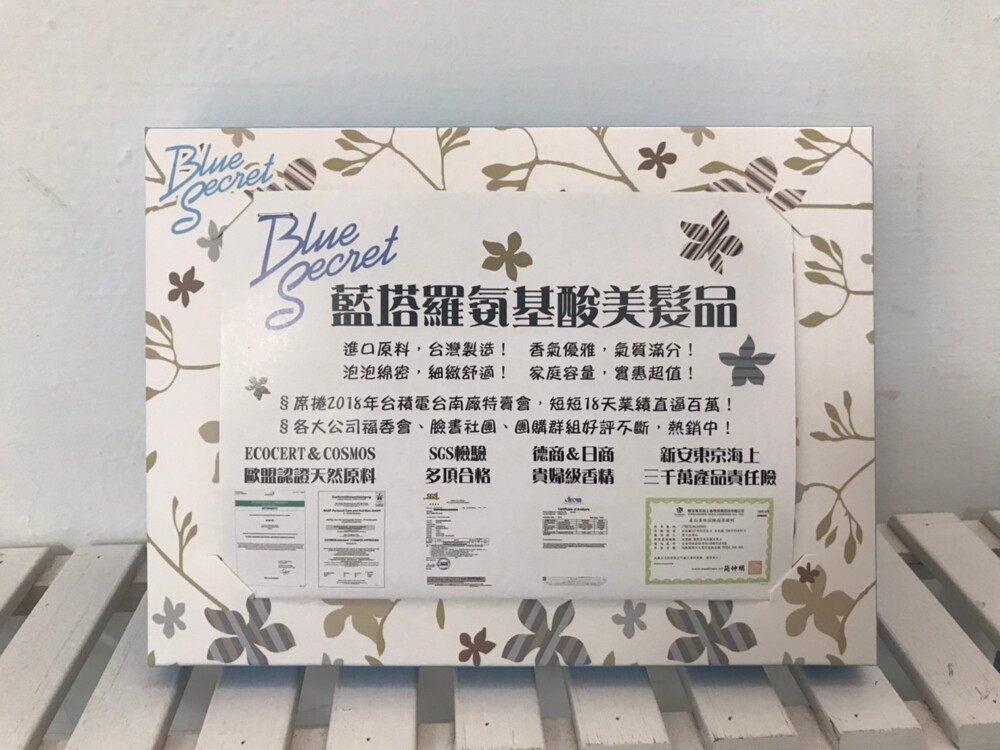 Blue
Secret
Blue
Secret
藍塔羅氨基酸美髮品
進口原料，台灣製造！ 香氣優雅，氣質滿分！
泡泡綿密，細緻舒適！ 家庭容量，實惠超值！
§席捲2018年台積電台南廠特賣會，短短18天業績直逼百萬！
§各大公司福委會、臉書社團、團購群組好評不斷，熱銷中！
ECOCERT & COSMOS SGS檢驗 德商&日商 新安東京海上
歐盟認證天然原料 多項合格 貴婦級香精 三千萬產品責任險
SGS
Certificate of Analysis